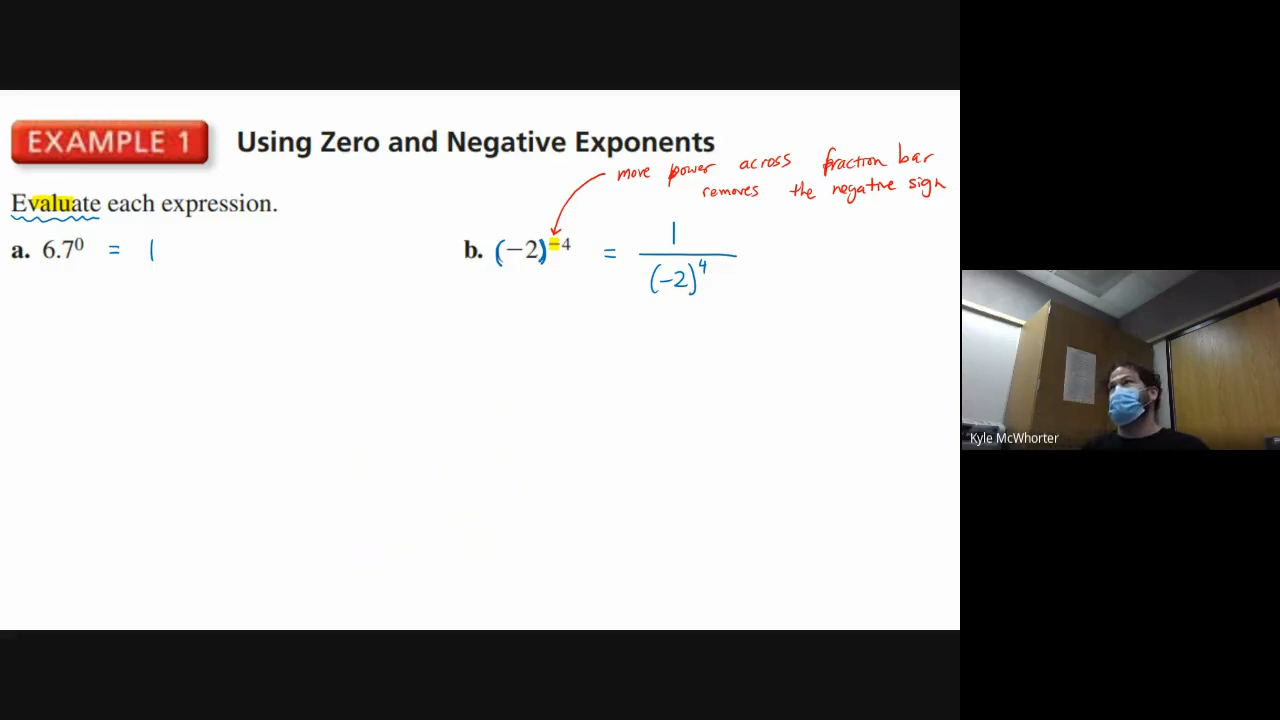 EXAMPLE 1 Using Zero and Negative Exponents
move power across fraction bar
removes the negative sign
Evaluate each expression.
a. 6.7⁰ = 1
b. (−2)⁻⁴ = 1/(−2)⁴
Kyle McWhorter